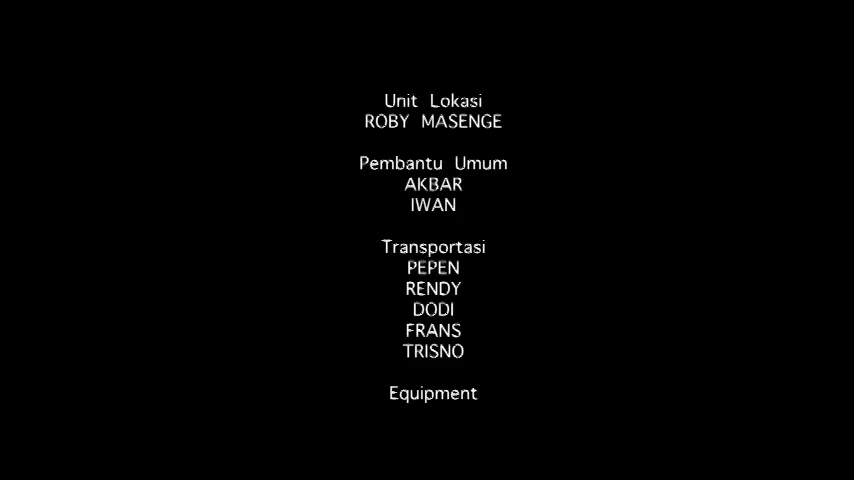 Unit Lokasi
ROBY MASENGE
Pembantu Umum
AKBAR
IWAN
Transportasi
PEPEN
RENDY
DODI
FRANS
TRISNO
Equipment